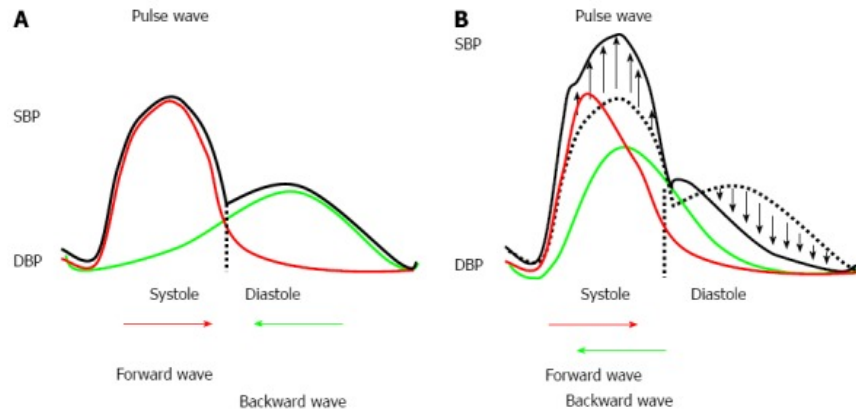 A
Pulse wave
SBP
DBP
Systole
Diastole
Forward wave
Backward wave
B
Pulse wave
SBP
DBP
Systole
Diastole
Forward wave
Backward wave